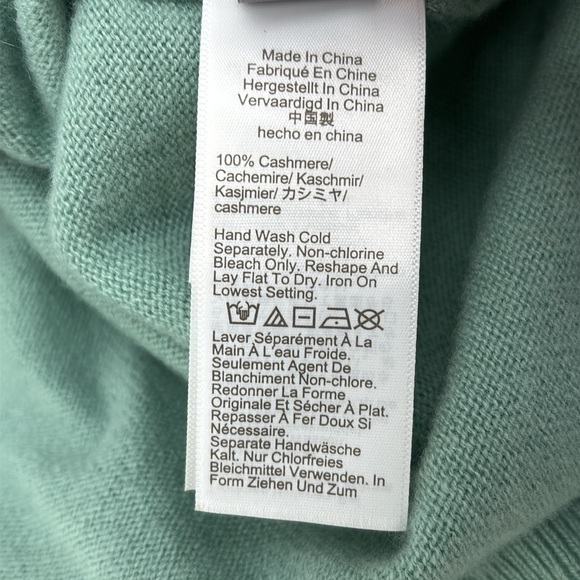 Made In China
Fabriqué En Chine
Hergestellt In China
Vervaardigd In China
中国製
hecho en china
100% Cashmere/
Cachemire/ Kaschmir/
Kasjmier/ カシミヤ/
cashmere
Hand Wash Cold
Separately. Non-chlorine
Bleach Only. Reshape And
Lay Flat To Dry. Iron On
Lowest Setting.
Laver Séparément À La
Main À L'eau Froide.
Seulement Agent De
Blanchiment Non-chlore.
Redonner La Forme
Originale Et Sécher À Plat.
Repasser À Fer Doux Si
Nécessaire.
Separate Handwäsche
Kalt. Nur Chlorfreies
Bleichmittel Verwenden. In
Form Ziehen Und Zum